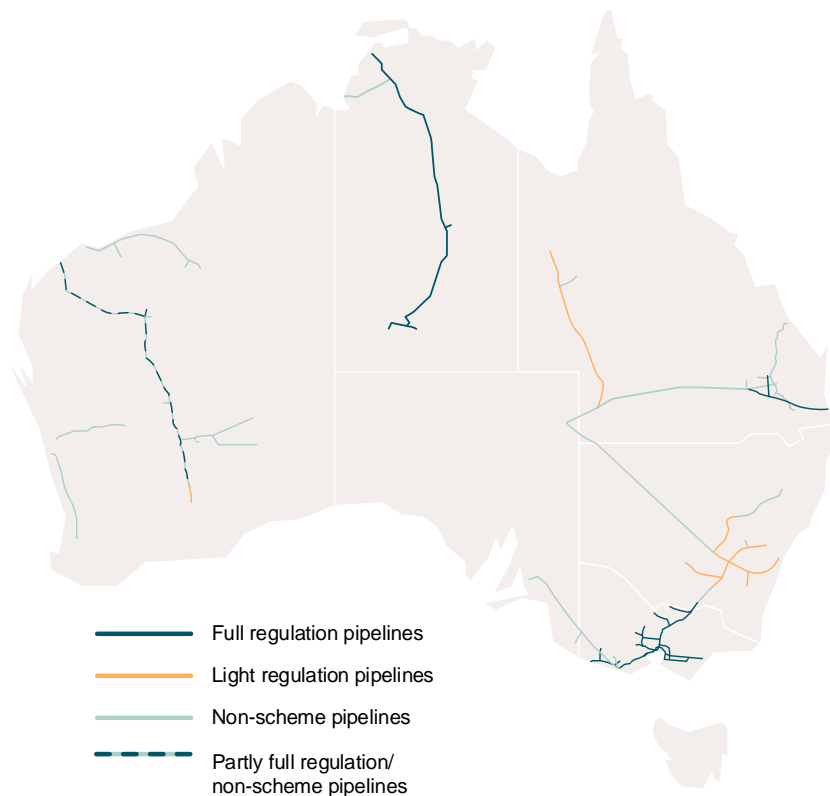 Full regulation pipelines
Light regulation pipelines
Non-scheme pipelines
Partly full regulation/
non-scheme pipelines